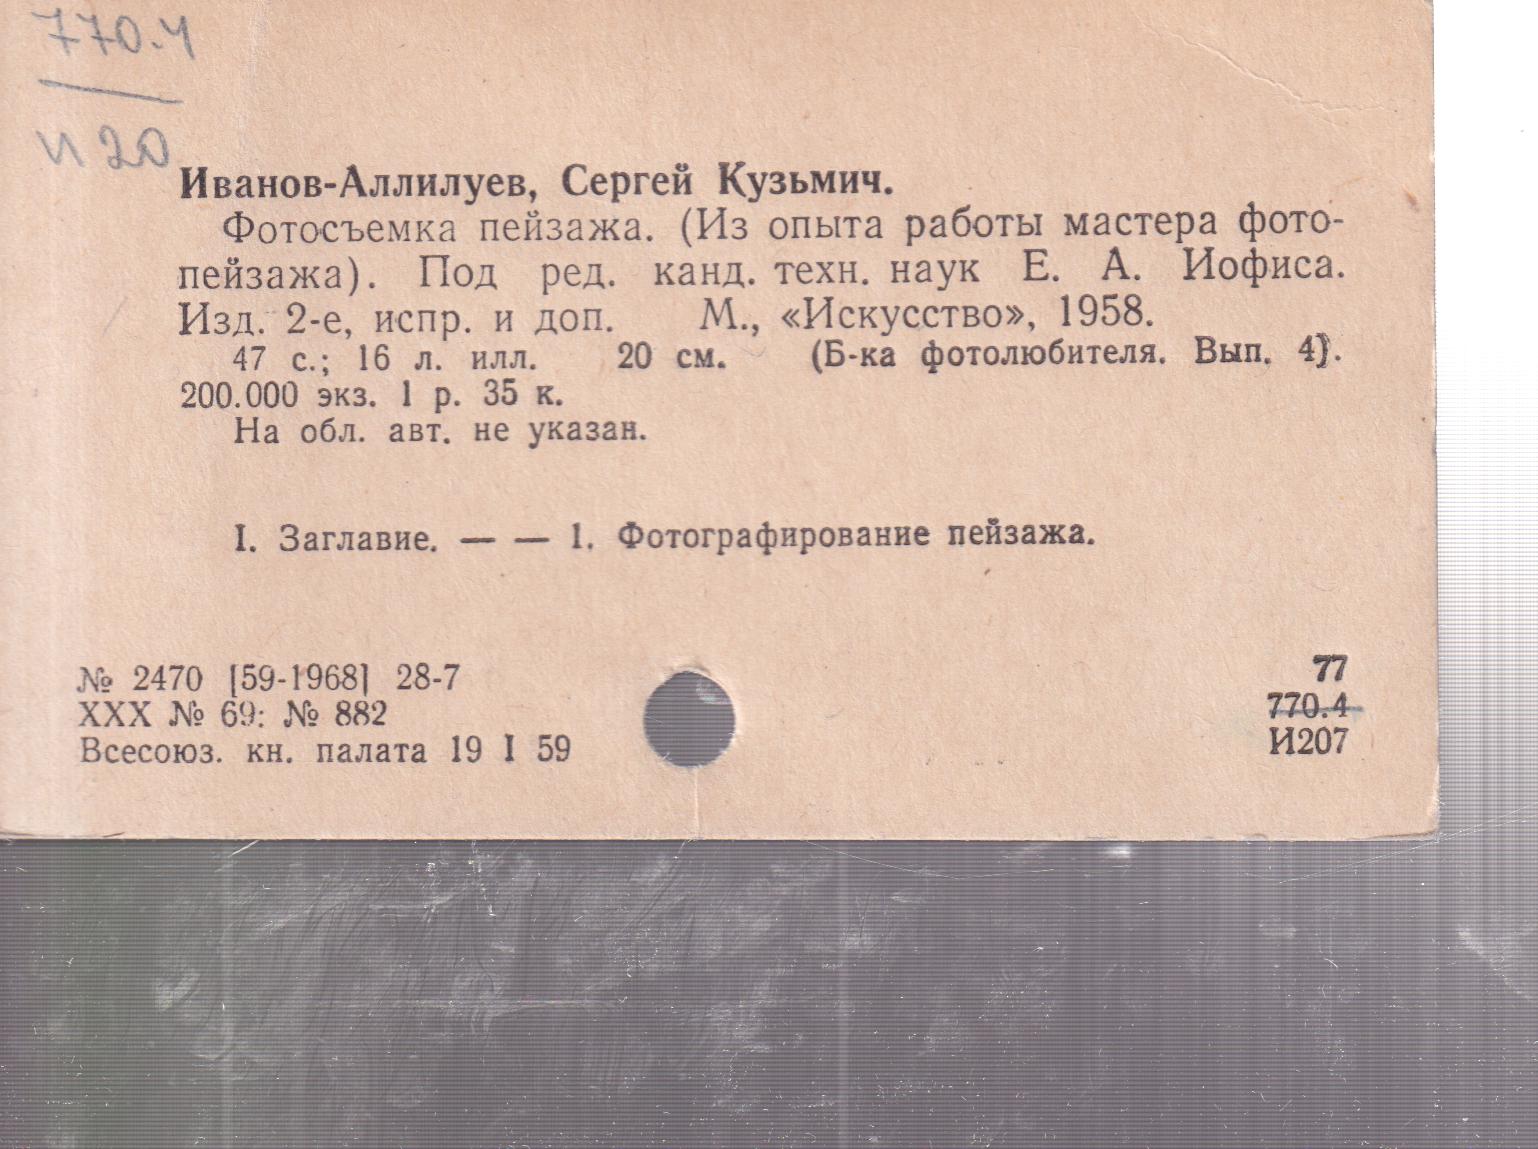 770.4
И20
Иванов-Аллилуев, Сергей Кузьмич.
Фотосъемка пейзажа. (Из опыта работы мастера фото-
пейзажа). Под ред. канд. техн. наук Е. А. Иофиса.
Изд. 2-е, испр. и доп. М., «Искусство», 1958.
47 с.; 16 л. илл. 20 см. (Б-ка фотолюбителя. Вып. 4).
200.000 экз. 1 р. 35 к.
На обл. авт. не указан.
I. Заглавие. — — 1. Фотографирование пейзажа.
№ 2470 [59-1968] 28-7
XXX № 69: № 882
Всесоюз. кн. палата 19 I 59
77
770.4
И207